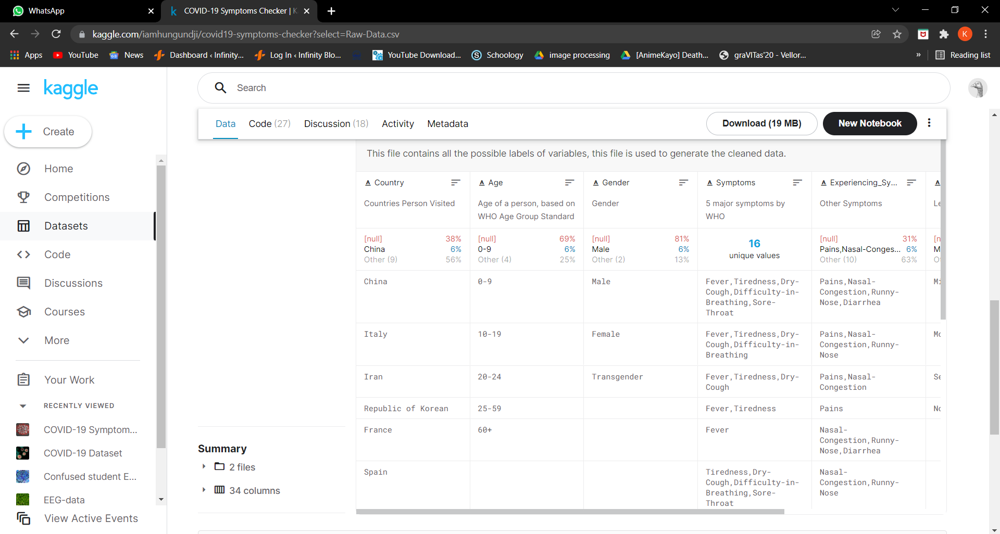 WhatsApp
COVID-19 Symptoms Checker | K
kaggle.com/iamhungundji/covid19-symptoms-checker?select=Raw-Data.csv
K
Apps
YouTube
News
Dashboard ‹ Infinity...
Log In ‹ Infinity Blo...
YouTube Download...
Schoology
image processing
[AnimeKayo] Death...
graVITas'20 - Vellor...
»
Reading list
kaggle
Search
Create
Home
Competitions
Datasets
Code
Discussions
Courses
More
Your Work
RECENTLY VIEWED
COVID-19 Symptom...
COVID-19 Dataset
Confused student E...
EEG-data
View Active Events
Data
Code (27)
Discussion (18)
Activity
Metadata
Download (19 MB)
New Notebook
Summary
2 files
34 columns
This file contains all the possible labels of variables, this file is used to generate the cleaned data.
A Country
A Age
A Gender
A Symptoms
A Experiencing_Sy...
A
Countries Person Visited
Age of a person, based on
WHO Age Group Standard
Gender
5 major symptoms by
WHO
Other Symptoms
Le
[null] 38%
China 6%
Other (9) 56%
[null] 69%
0-9 6%
Other (4) 25%
[null] 81%
Male 6%
Other (2) 13%
16
unique values
[null] 31%
Pains,Nasal-Conges... 6%
Other (10) 63%
[n
M
O
China
0-9
Male
Fever,Tiredness,Dry-
Cough,Difficulty-in-
Breathing,Sore-
Throat
Pains,Nasal-
Congestion,Runny-
Nose,Diarrhea
Mi
Italy
10-19
Female
Fever,Tiredness,Dry-
Cough,Difficulty-in-
Breathing
Pains,Nasal-
Congestion,Runny-
Nose
Mo
Iran
20-24
Transgender
Fever,Tiredness,Dry-
Cough
Pains,Nasal-
Congestion
Se
Republic of Korean
25-59
Fever,Tiredness
Pains
No
France
60+
Fever
Nasal-
Congestion,Runny-
Nose,Diarrhea
Spain
Tiredness,Dry-
Cough,Difficulty-in-
Breathing,Sore-
Throat
Nasal-
Congestion,Runny-
Nose